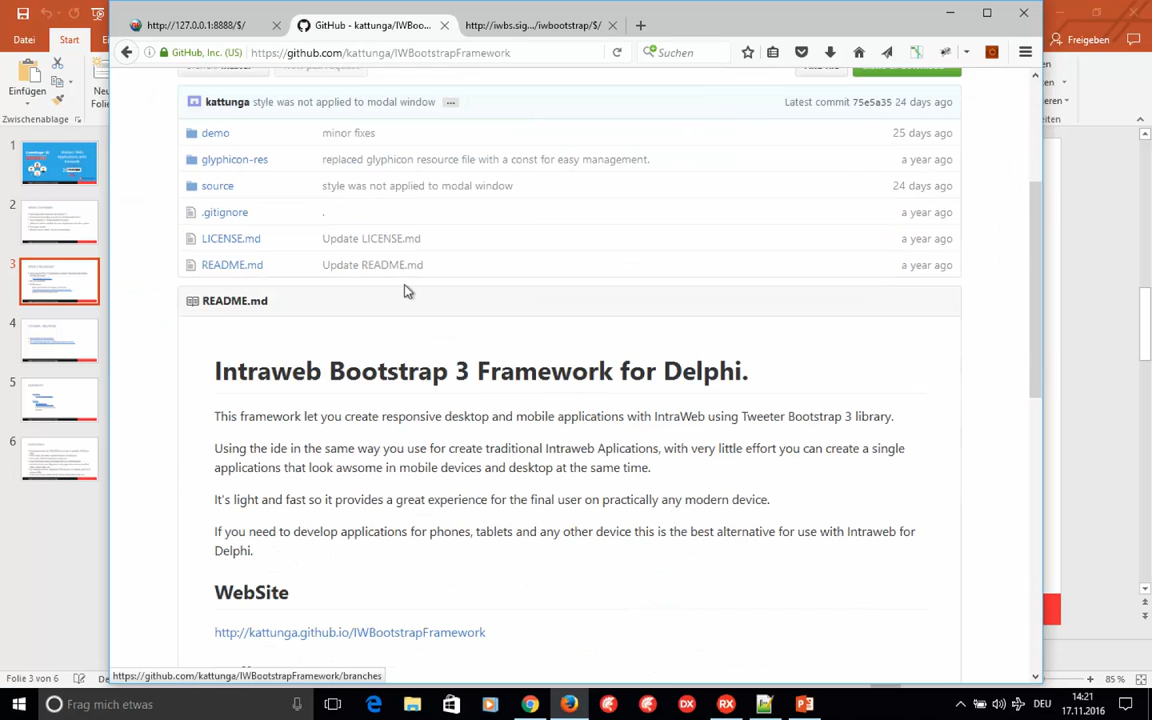 http://127.0.0.1:8888/$/
GitHub - kattunga/IWBoo...
http://iwbs.sig.../iwbootstrap/$/
Datei
Start
Freigeben
GitHub, Inc. (US)
https://github.com/kattunga/IWBootstrapFramework
Suchen
Einfügen
Neue
Folie
Zwischenablage
kattunga style was not applied to modal window
Latest commit 75e5a35 24 days ago
demo minor fixes 25 days ago
glyphicon-res replaced glyphicon resource file with a const for easy management. a year ago
source style was not applied to modal window 24 days ago
.gitignore . a year ago
LICENSE.md Update LICENSE.md a year ago
README.md Update README.md a year ago
README.md
Intraweb Bootstrap 3 Framework for Delphi.
This framework let you create responsive desktop and mobile applications with IntraWeb using Tweeter Bootstrap 3 library.
Using the ide in the same way you use for create traditional Intraweb Aplications, with very little effort you can create a single
applications that look awsome in mobile devices and desktop at the same time.
It's light and fast so it provides a great experience for the final user on practically any modern device.
If you need to develop applications for phones, tablets and any other device this is the best alternative for use with Intraweb for
Delphi.
WebSite
http://kattunga.github.io/IWBootstrapFramework
https://github.com/kattunga/IWBootstrapFramework/branches
1
2
3
4
5
6
Folie 3 von 6
85 %
Frag mich etwas
DEU
14:21
17.11.2016